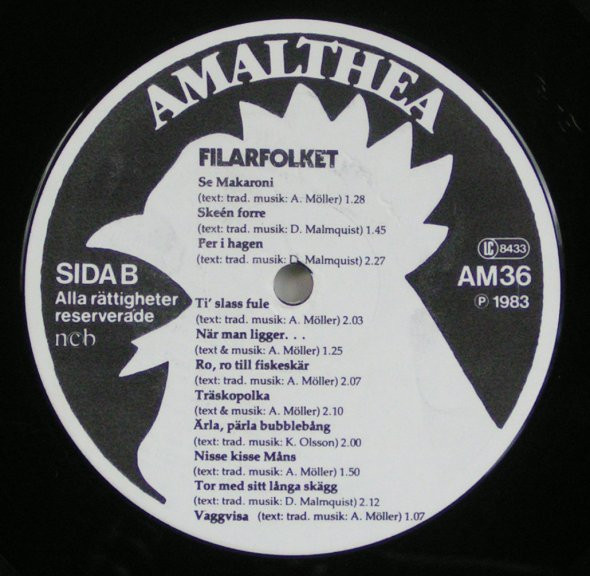 AMALTHEA
FILARFOLKET
Se Makaroni
(text: trad. musik: A. Möller) 1.28
Skeén forre
(text: trad. musik: D. Malmquist) 1.45
Per i hagen
(text: trad. musik: D. Malmquist) 2.27
LC 8433
SIDA B
Alla rättigheter
reserverade
ncb
AM36
Ⓟ 1983
Ti' slass fule
(text: trad. musik: A. Möller) 2.03
När man ligger. . .
(text & musik: A. Möller) 1.25
Ro, ro till fiskeskär
(text: trad. musik: A. Möller) 2.07
Träskopolka
(text & musik: A. Möller) 2.10
Ärla, pärla bubblebång
(text: trad. musik: K. Olsson) 2.00
Nisse kisse Måns
(text: trad. musik: A. Möller) 1.50
Tor med sitt långa skägg
(text: trad. musik: D. Malmquist) 2.12
Vaggvisa (text: trad. musik: A. Möller) 1.07